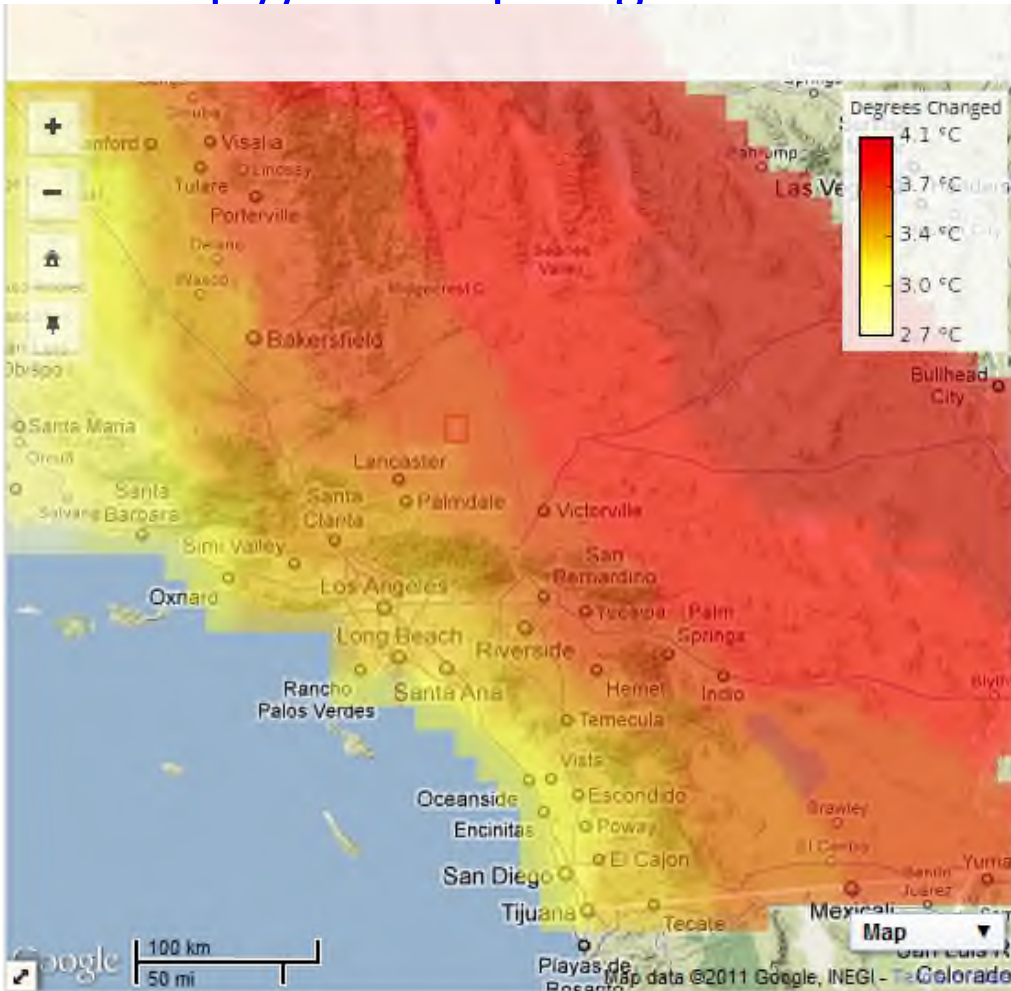 Degrees Changed
4.1 °C
3.7 °C
3.4 °C
3.0 °C
2.7 °C
+
Visalia
Lindsay
Tulare
Porterville
Delano
Wasco
Ridgecrest
Bakersfield
Las Ve
Bullhead
City
Santa Maria
Orcutt
Lancaster
Palmdale
Santa
Barbara
Solvang
Santa
Clarita
Victorville
Simi Valley
San
Bernardino
Los Angeles
Oxnard
Yucaipa
Palm
Springs
Long Beach
Riverside
Rancho
Palos Verdes
Santa Ana
Hemet
Indio
Blyth
Temecula
Vista
Oceanside
Escondido
Encinitas
Poway
Brawley
El Cajon
El Centro
San Diego
Yuma
Tijuana
Tecate
Mexicali
Juarez
Map
100 km
50 mi
Google
Playas de
Rosarito
Map data ©2011 Google, INEGI -
Colorado